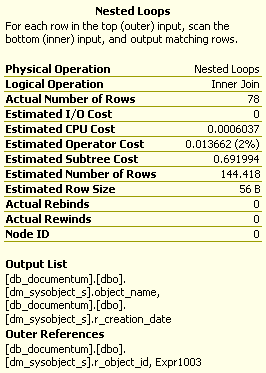 Nested Loops
For each row in the top (outer) input, scan the
bottom (inner) input, and output matching rows.
Physical Operation Nested Loops
Logical Operation Inner Join
Actual Number of Rows 78
Estimated I/O Cost 0
Estimated CPU Cost 0.0006037
Estimated Operator Cost 0.013662 (2%)
Estimated Subtree Cost 0.691994
Estimated Number of Rows 144.418
Estimated Row Size 56 B
Actual Rebinds 0
Actual Rewinds 0
Node ID 0
Output List
[db_documentum].[dbo].
[dm_sysobject_s].object_name,
[db_documentum].[dbo].
[dm_sysobject_s].r_creation_date
Outer References
[db_documentum].[dbo].
[dm_sysobject_s].r_object_id, Expr1003